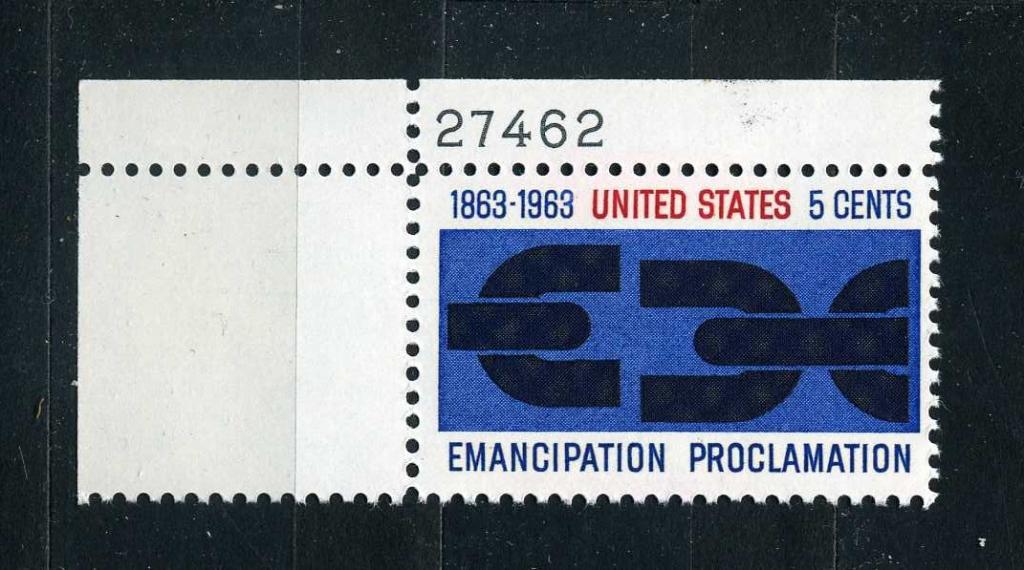 27462
1863-1963 UNITED STATES 5 CENTS
EMANCIPATION PROCLAMATION